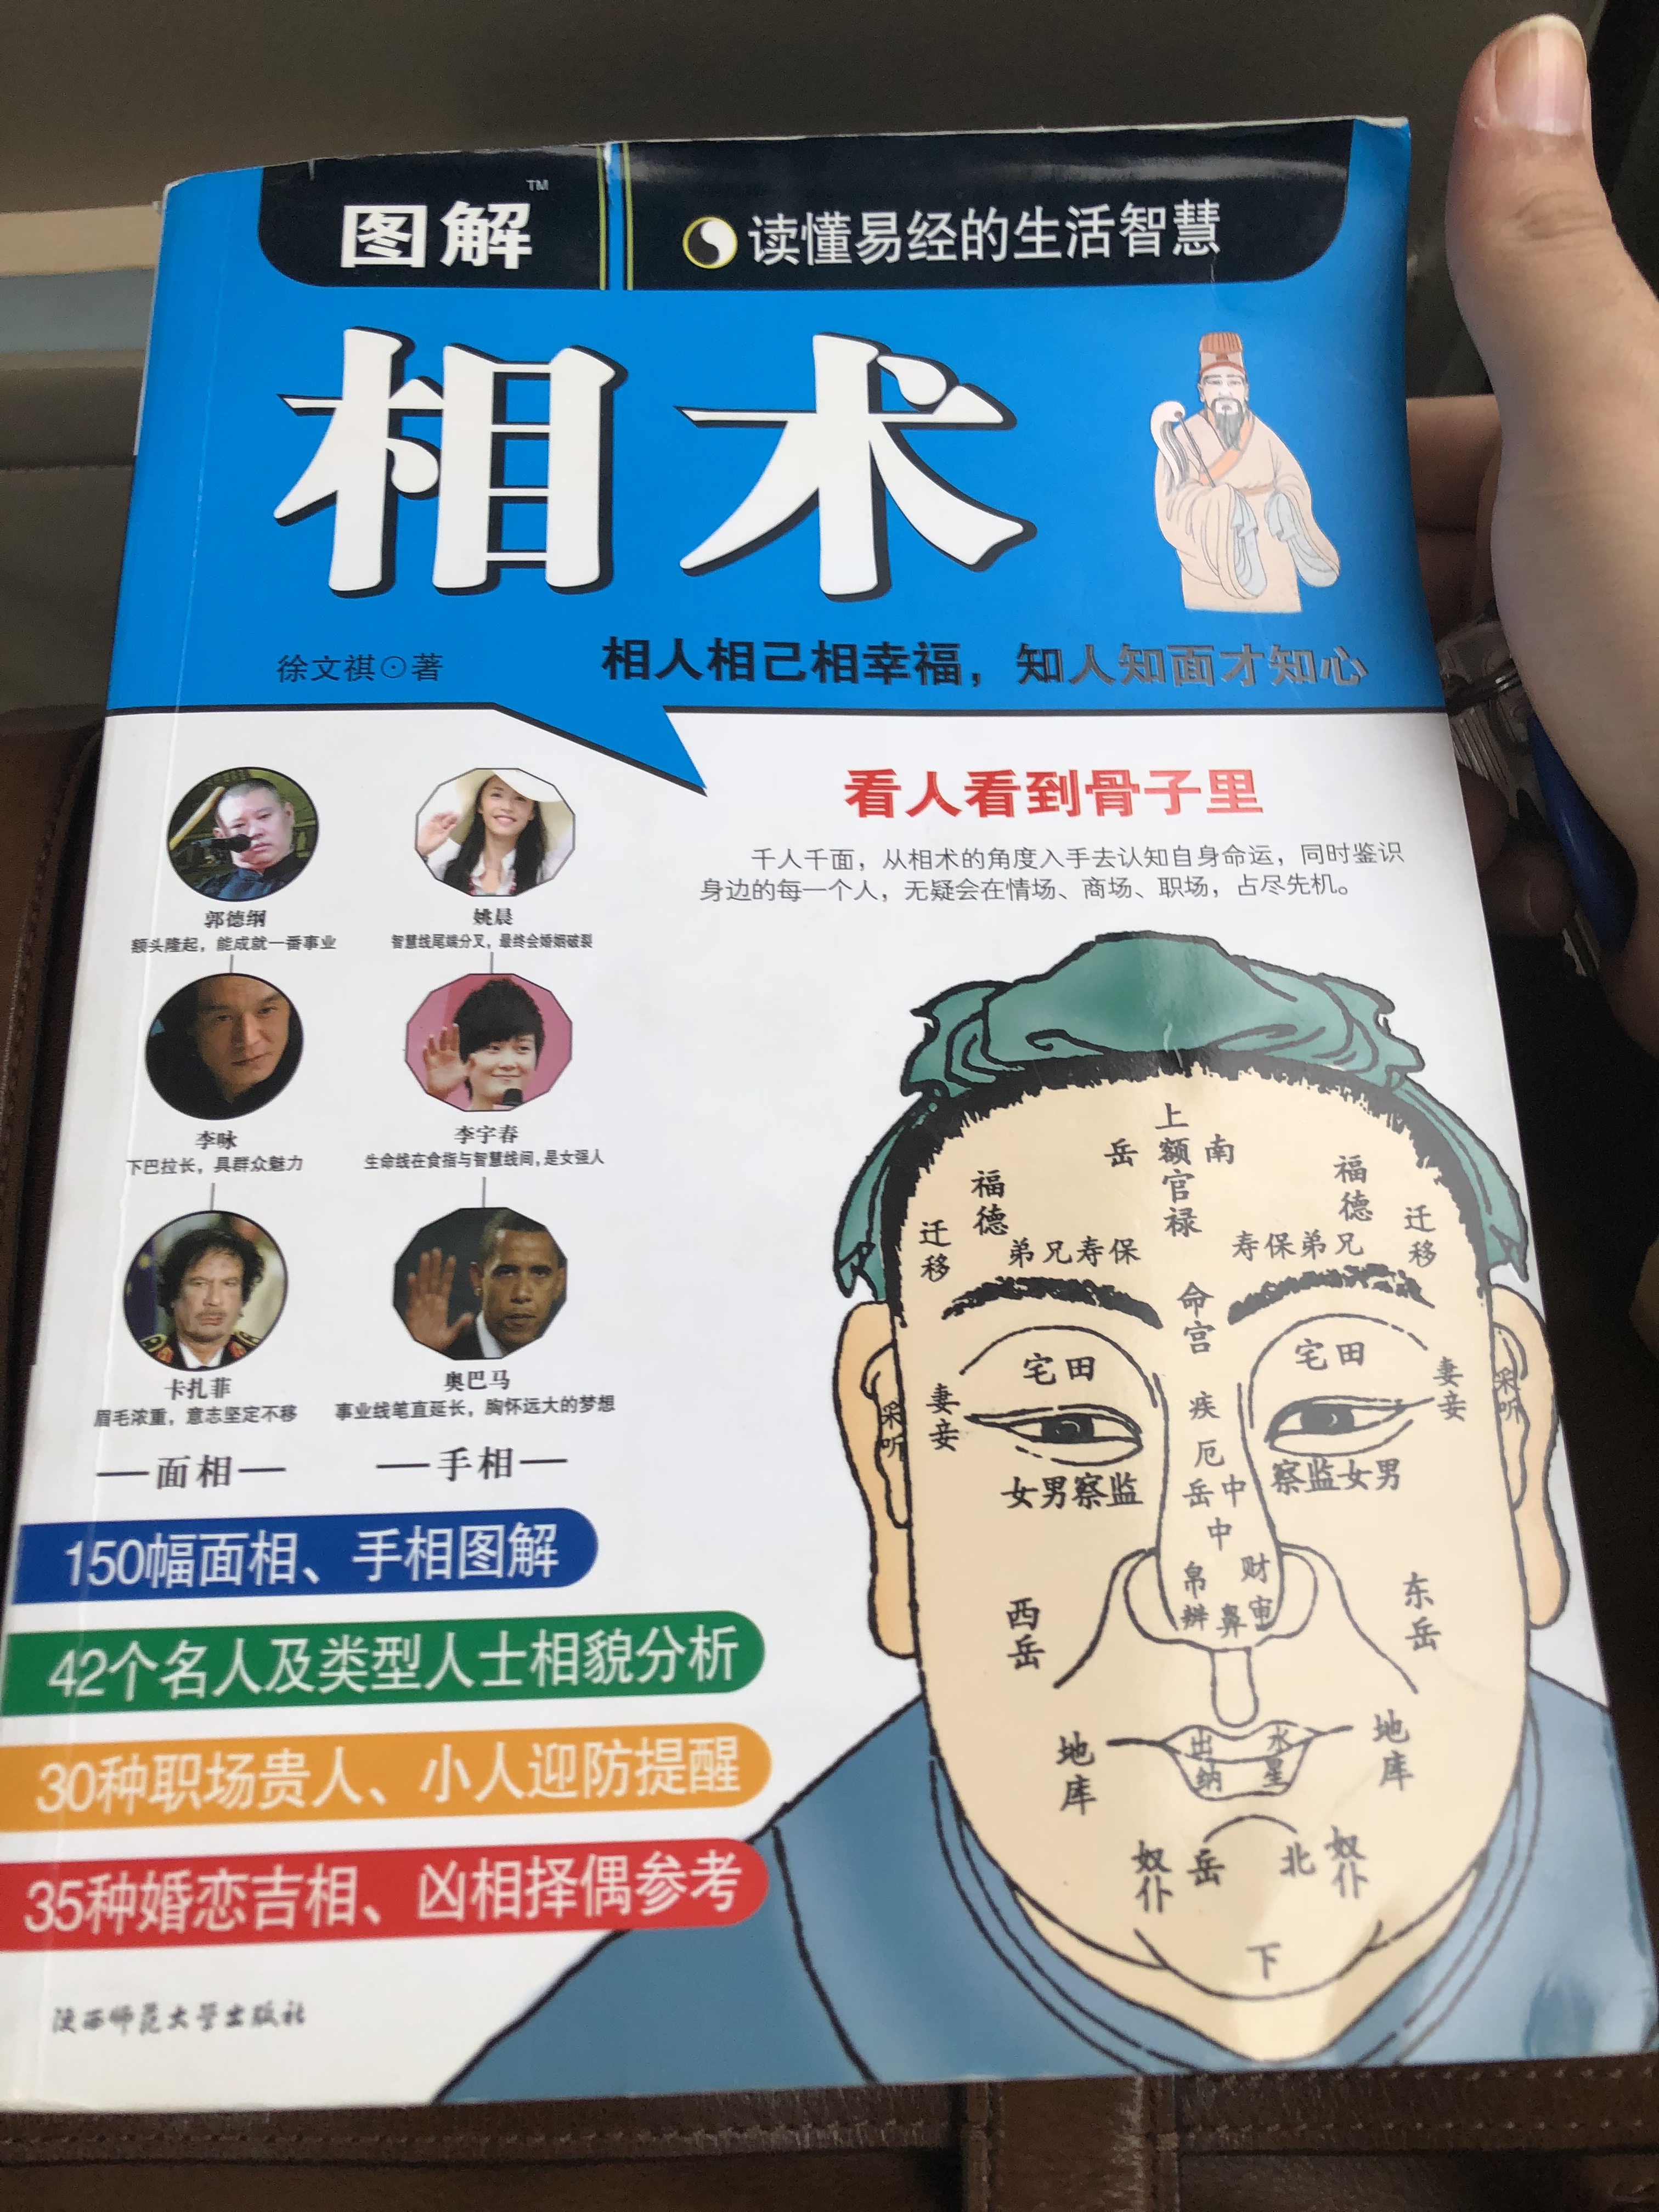 图解™
读懂易经的生活智慧
相术
徐文祺⊙著
相人相己相幸福，知人知面才知心
看人看到骨子里
千人千面，从相术的角度入手去认知自身命运，同时鉴识
身边的每一个人，无疑会在情场、商场、职场，占尽先机。
郭德纲
额头隆起，能成就一番事业
姚晨
智慧线尾端分叉，最终会婚姻破裂
李咏
下巴拉长，具群众魅力
李宇春
生命线在食指与智慧线间，是女强人
卡扎菲
眉毛浓重，意志坚定不移
奥巴马
事业线笔直延长，胸怀远大的梦想
面相
手相
150幅面相、手相图解
42个名人及类型人士相貌分析
30种职场贵人、小人迎防提醒
35种婚恋吉相、凶相择偶参考
陕西师范大学出版社
上
岳额南
官
禄
福德
福德
迁移
迁移
弟兄寿保
寿保弟兄
命宫
宅田
宅田
妻妾
妻妾
采听
采听
疾厄
女男察监
察监女男
岳中
中
帛财
辨鼻审
西岳
东岳
出纳
水星
地库
地库
奴仆
岳北
奴仆
下